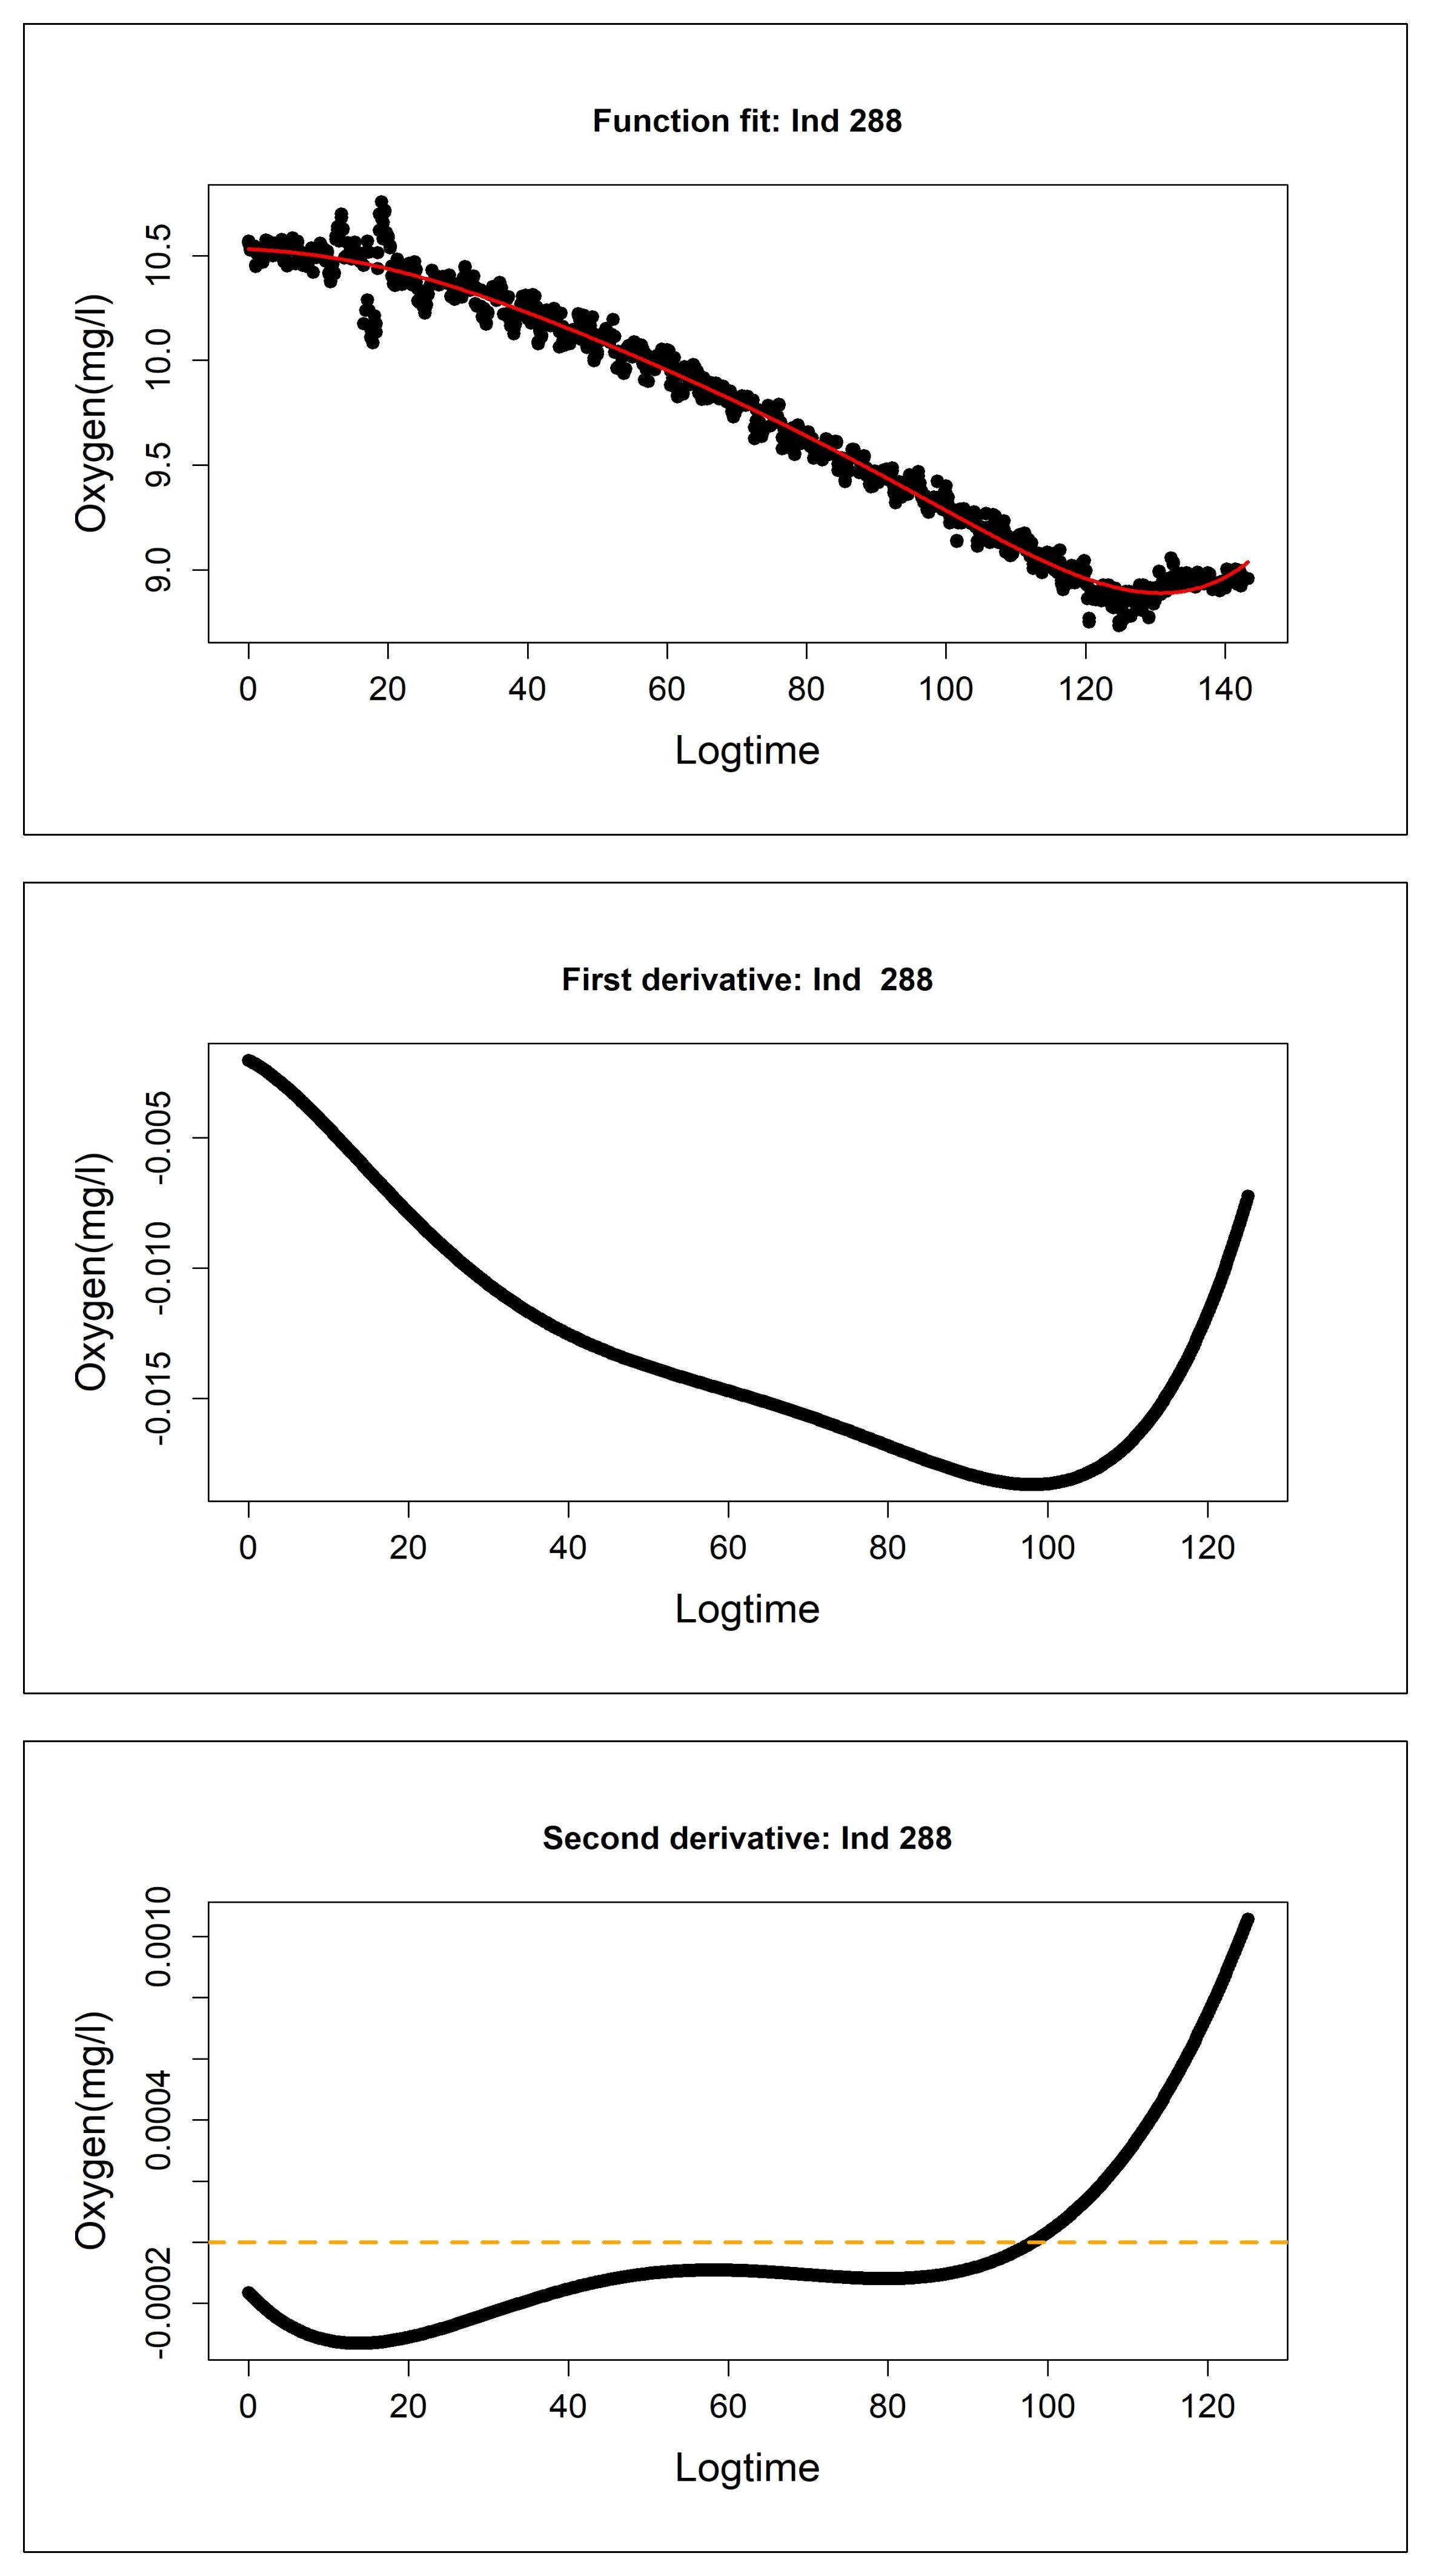 Function fit: Ind 288
Oxygen(mg/l)
10.5
10.0
9.5
9.0
0 20 40 60 80 100 120 140
Logtime
First derivative: Ind  288
Oxygen(mg/l)
-0.005
-0.010
-0.015
0 20 40 60 80 100 120
Logtime
Second derivative: Ind 288
Oxygen(mg/l)
0.0010
0.0004
-0.0002
0 20 40 60 80 100 120
Logtime